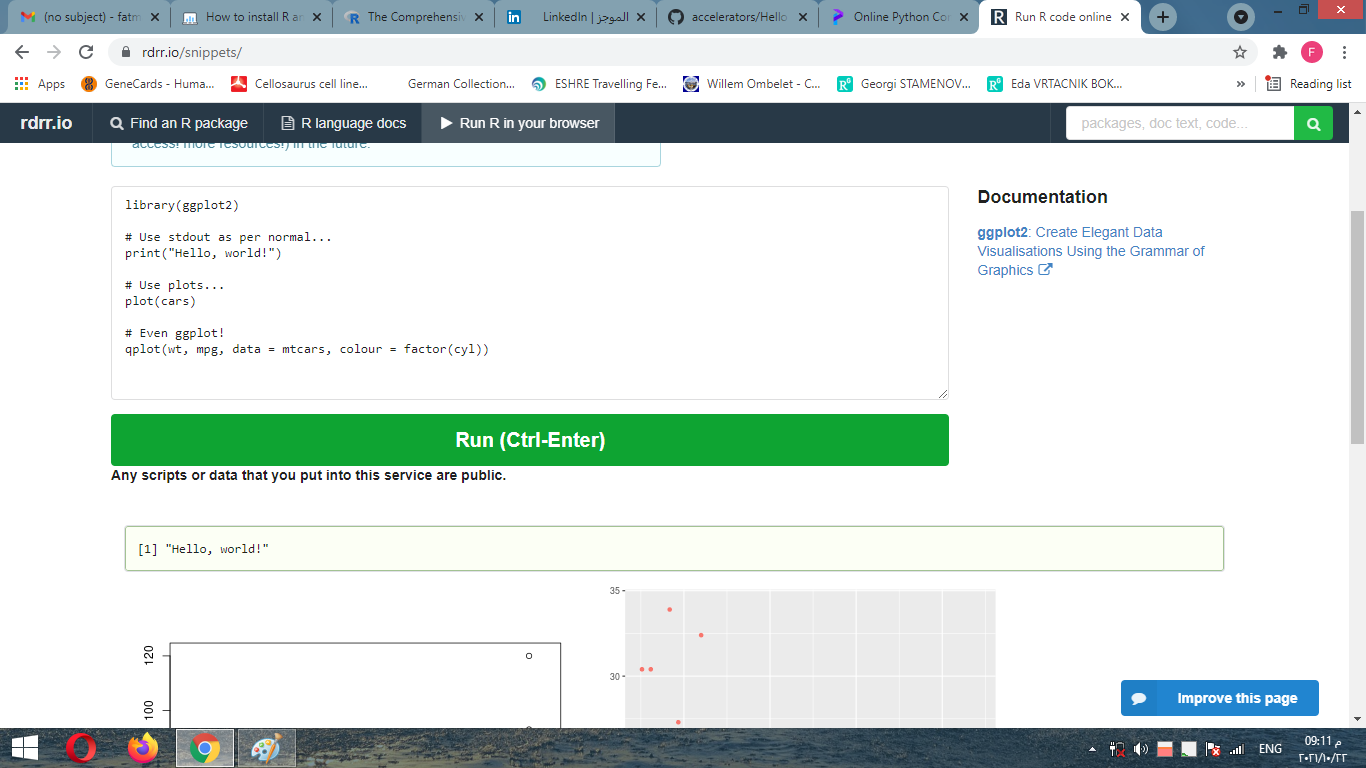 (no subject) - fatm
How to install R an
The Comprehensiv
LinkedIn | الموجز
accelerators/Hello
Online Python Cor
Run R code online
rdrr.io/snippets/
F
Apps
GeneCards - Huma...
Cellosaurus cell line...
German Collection...
ESHRE Travelling Fe...
Willem Ombelet - C...
Georgi STAMENOV...
Eda VRTACNIK BOK...
»
Reading list
rdrr.io
Find an R package
R language docs
Run R in your browser
packages, doc text, code...
access! more resources!) in the future.
library(ggplot2)
# Use stdout as per normal...
print("Hello, world!")
# Use plots...
plot(cars)
# Even ggplot!
qplot(wt, mpg, data = mtcars, colour = factor(cyl))
Documentation
ggplot2: Create Elegant Data
Visualisations Using the Grammar of
Graphics
Run (Ctrl-Enter)
Any scripts or data that you put into this service are public.
[1] "Hello, world!"
120
100
35
30
Improve this page
ENG
09:11 م
٢٠٢١/١٠/٢٢